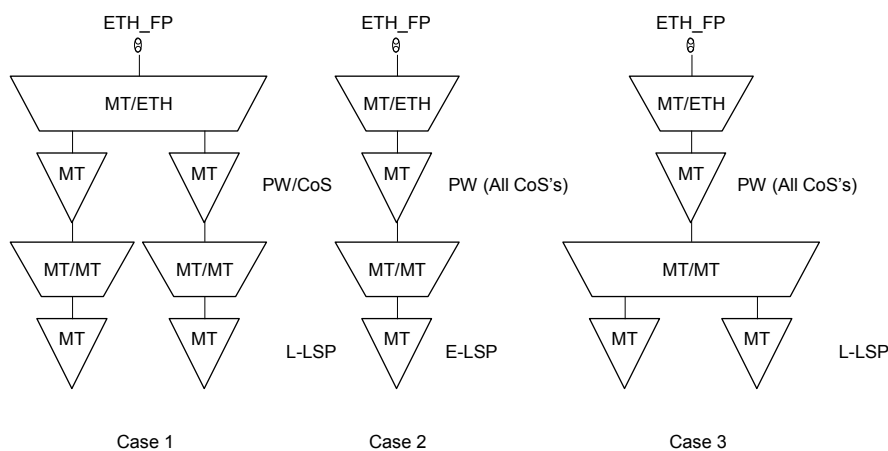 ETH_FP
ETH_FP
ETH_FP
MT/ETH
MT/ETH
MT/ETH
MT
MT
PW/CoS
MT
PW (All CoS's)
MT
PW (All CoS's)
MT/MT
MT/MT
MT/MT
MT/MT
MT
MT
L-LSP
MT
E-LSP
MT
MT
L-LSP
Case 1
Case 2
Case 3